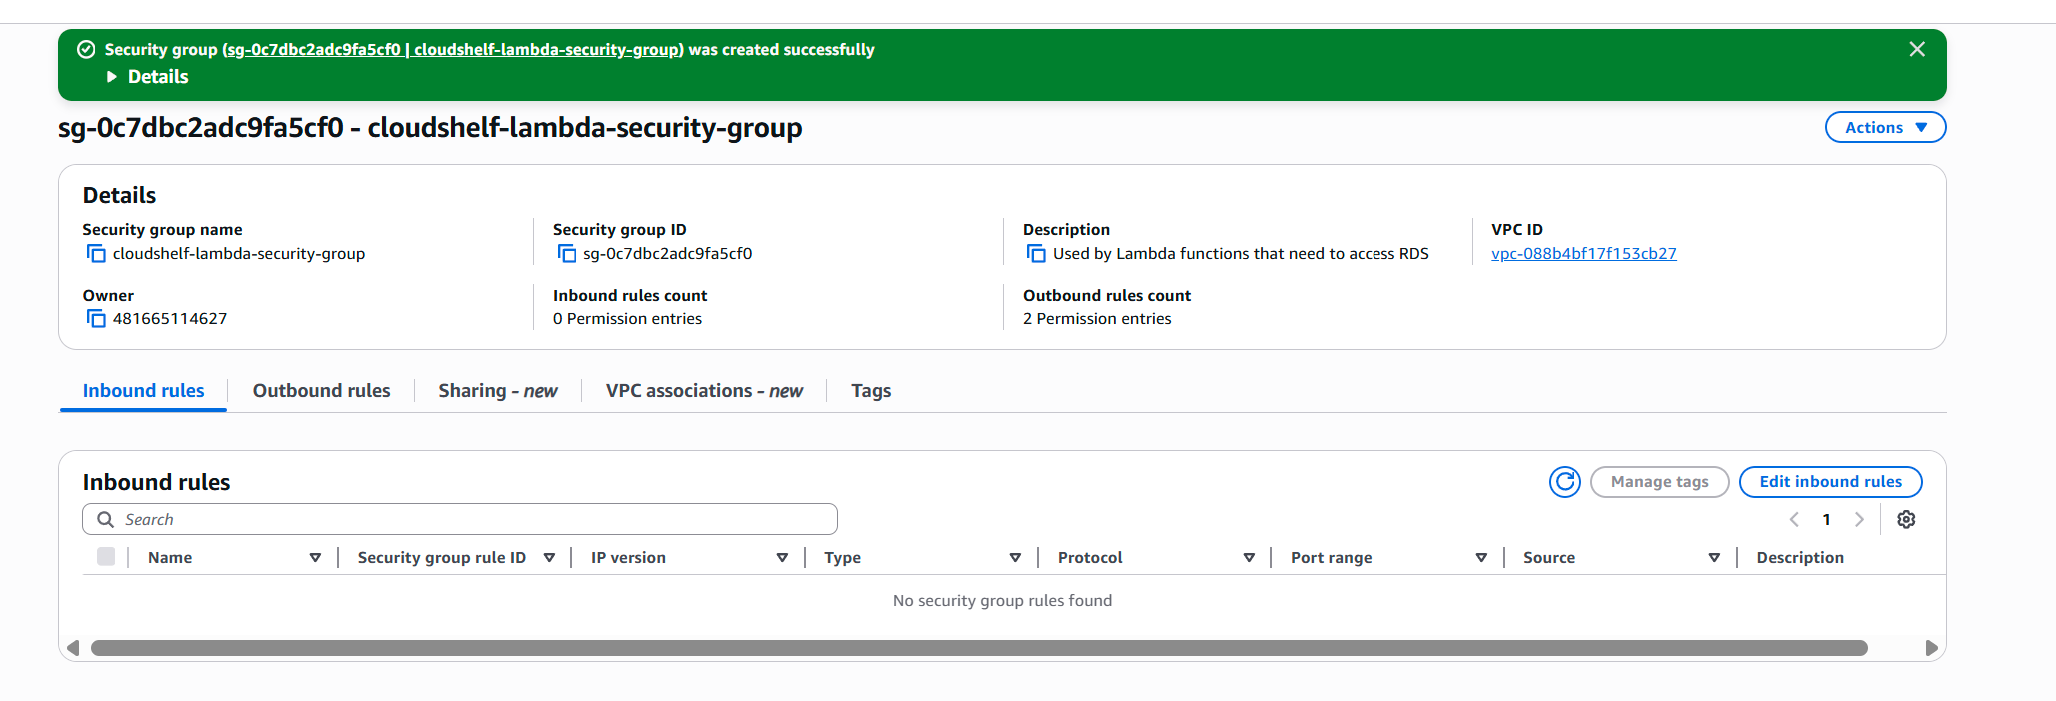 Security group (sg-0c7dbc2adc9fa5cf0 | cloudshelf-lambda-security-group) was created successfully
Details
sg-0c7dbc2adc9fa5cf0 - cloudshelf-lambda-security-group
Actions
Details
Security group name
cloudshelf-lambda-security-group
Security group ID
sg-0c7dbc2adc9fa5cf0
Description
Used by Lambda functions that need to access RDS
VPC ID
vpc-088b4bf17f153cb27
Owner
481665114627
Inbound rules count
0 Permission entries
Outbound rules count
2 Permission entries
Inbound rules
Outbound rules
Sharing - new
VPC associations - new
Tags
Inbound rules
Manage tags
Edit inbound rules
Search
1
Name
Security group rule ID
IP version
Type
Protocol
Port range
Source
Description
No security group rules found